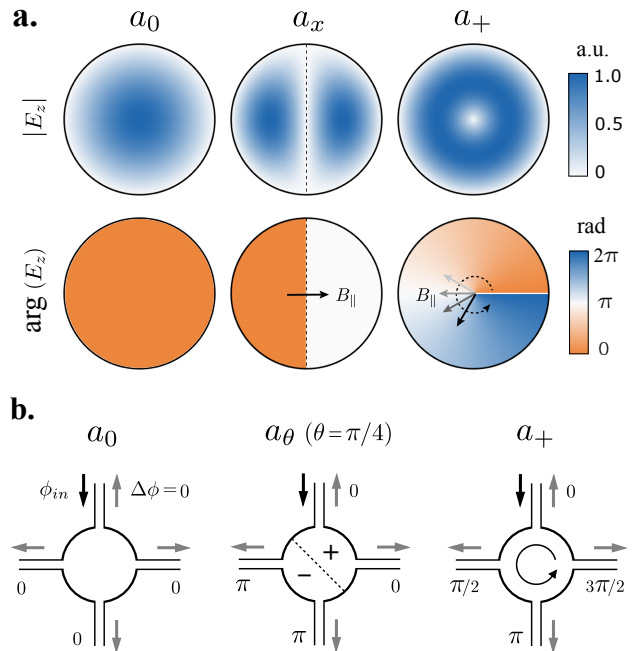 a.
a_0 a_x a_+
|E_z|
a.u.
1.0
0.5
0
arg (E_z)
B_∥
B_∥
rad
2π
π
0
b.
a_0 a_θ (θ=π/4) a_+
ϕ_in Δϕ=0 0 0
+
−
0 0 π 0 π/2 3π/2
0 π π